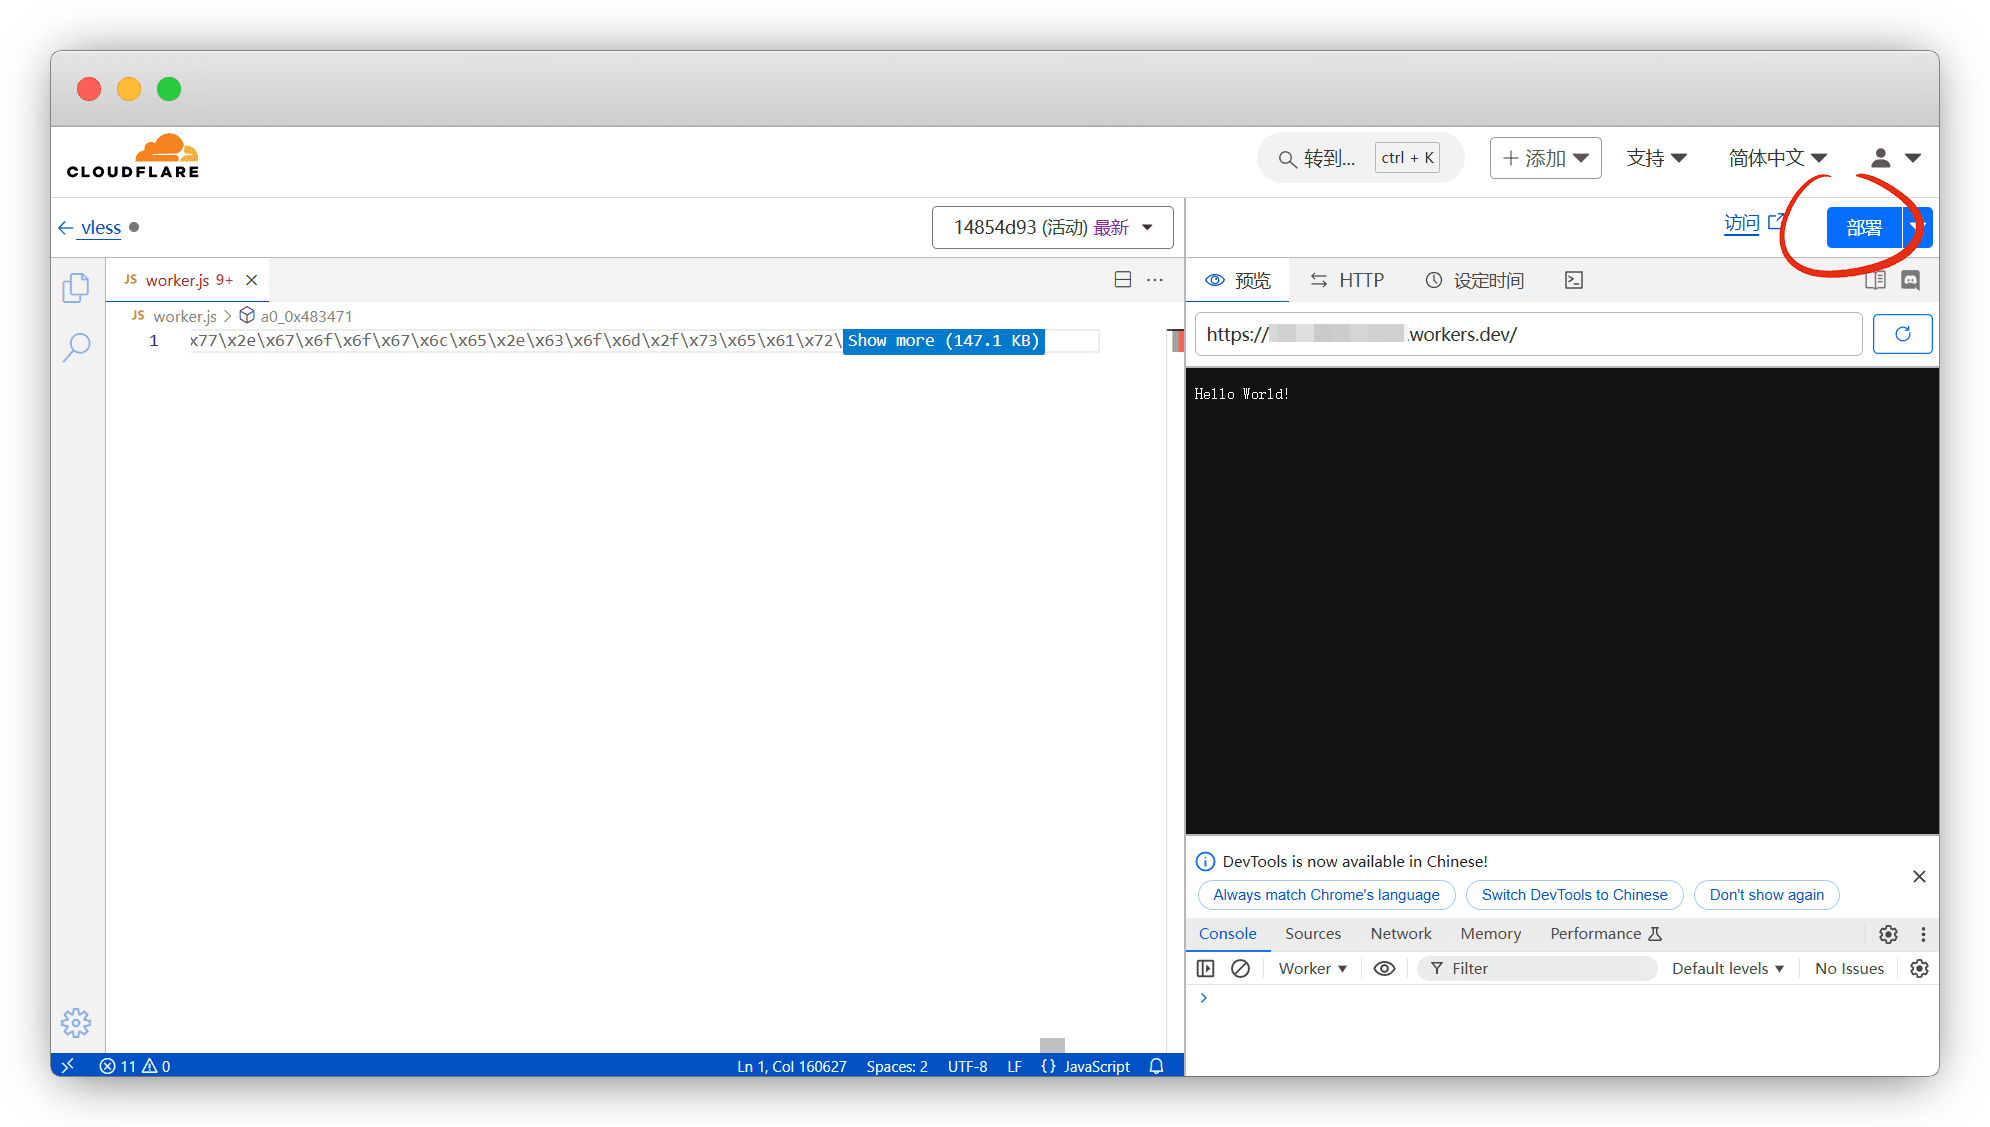 CLOUDFLARE
转到... ctrl + K
添加
支持
简体中文
vless
14854d93 (活动) 最新
访问
部署
JS worker.js 9+
预览
HTTP
设定时间
JS worker.js > a0_0x483471
https:// .workers.dev/
1 x77\x2e\x67\x6f\x6f\x67\x6c\x65\x2e\x63\x6f\x6d\x2f\x73\x65\x61\x72\ Show more (147.1 KB)
Hello World!
DevTools is now available in Chinese!
Always match Chrome's language
Switch DevTools to Chinese
Don't show again
Console Sources Network Memory Performance
Worker Filter Default levels No Issues
11 0
Ln 1, Col 160627 Spaces: 2 UTF-8 LF {} JavaScript